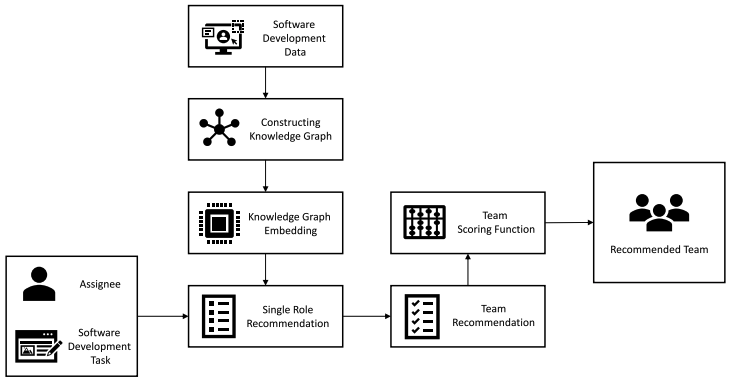 Software
Development
Data
Constructing
Knowledge Graph
Knowledge Graph
Embedding
Assignee
Software
Development
Task
Single Role
Recommendation
Team
Recommendation
Team
Scoring Function
Recommended Team